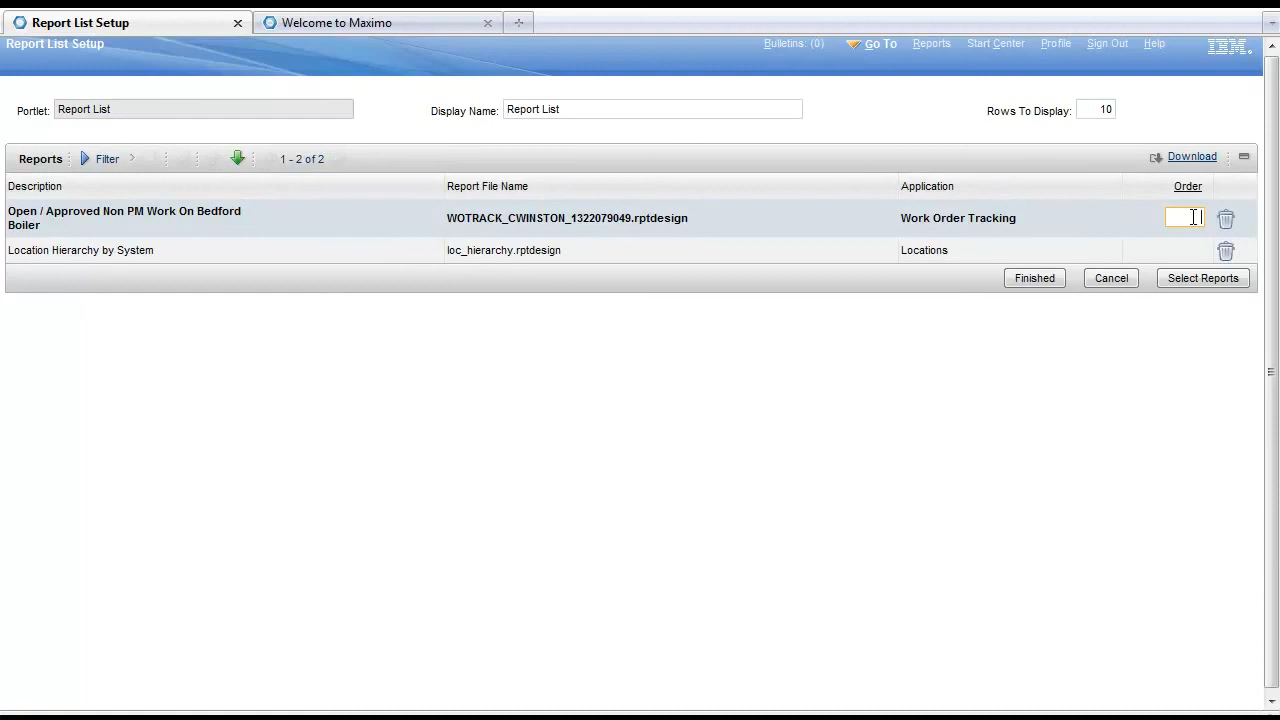 Report List Setup
Welcome to Maximo
Report List Setup
Bulletins: (0) Go To Reports Start Center Profile Sign Out Help IBM.
Portlet: Report List Display Name: Report List Rows To Display: 10
Reports Filter 1 - 2 of 2 Download
Description Report File Name Application Order
Open / Approved Non PM Work On Bedford
Boiler
WOTRACK_CWINSTON_1322079049.rptdesign Work Order Tracking
Location Hierarchy by System loc_hierarchy.rptdesign Locations
Finished Cancel Select Reports